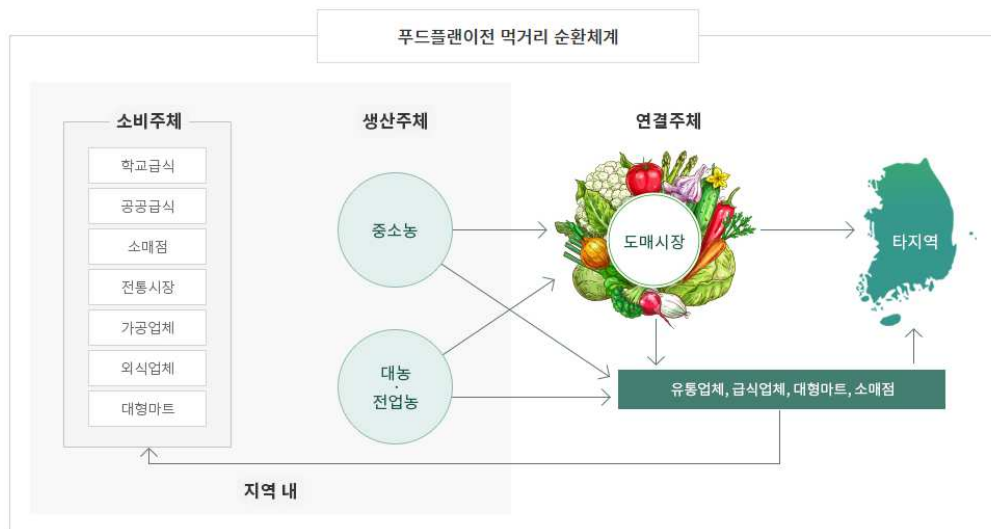 푸드플랜이전 먹거리 순환체계
소비주체
학교급식
공공급식
소매점
전통시장
가공업체
외식업체
대형마트
생산주체
중소농
대농
·
전업농
연결주체
도매시장
타지역
유통업체, 급식업체, 대형마트, 소매점
지역 내